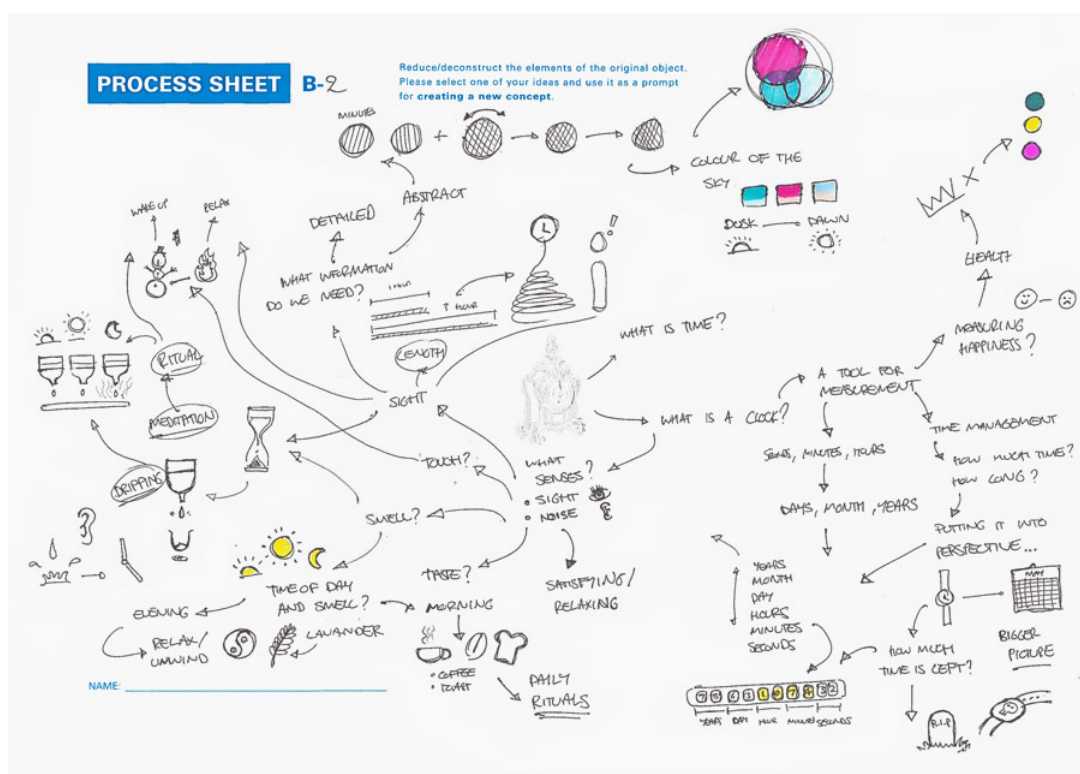 PROCESS SHEET B-2
Reduce/deconstruct the elements of the original object.
Please select one of your ideas and use it as a prompt
for creating a new concept.
MINUTES
COLOUR OF THE
SKY
DUSK
DAWN
ABSTRACT
DETAILED
WHAT INFORMATION
DO WE NEED?
WAKE UP
RELAX
1 HOUR
? HOUR
LENGTH
SIGHT
RITUAL
MEDITATION
DRIPPING
WHAT IS TIME?
WHAT IS A CLOCK?
A TOOL FOR
MEASUREMENT
MEASURING
HAPPINESS?
HEALTH
X
TIME MANAGEMENT
HOW MUCH TIME?
HOW LONG?
PUTTING IT INTO
PERSPECTIVE...
MAY
BIGGER
PICTURE
HOW MUCH
TIME IS LEFT?
R.I.P
DAYS, MONTH, YEARS
YEARS
MONTH
DAY
HOURS
MINUTES
SECONDS
YEARS DAY HOUR MINUTES SECONDS
WHAT
SENSES?
SIGHT
NOISE
TOUCH?
SMELL?
TASTE?
SATISFYING/
RELAXING
TIME OF DAY
AND SMELL?
EVENING
RELAX/
UNWIND
LAVANDER
MORNING
COFFEE
TOAST
DAILY
RITUALS
NAME: